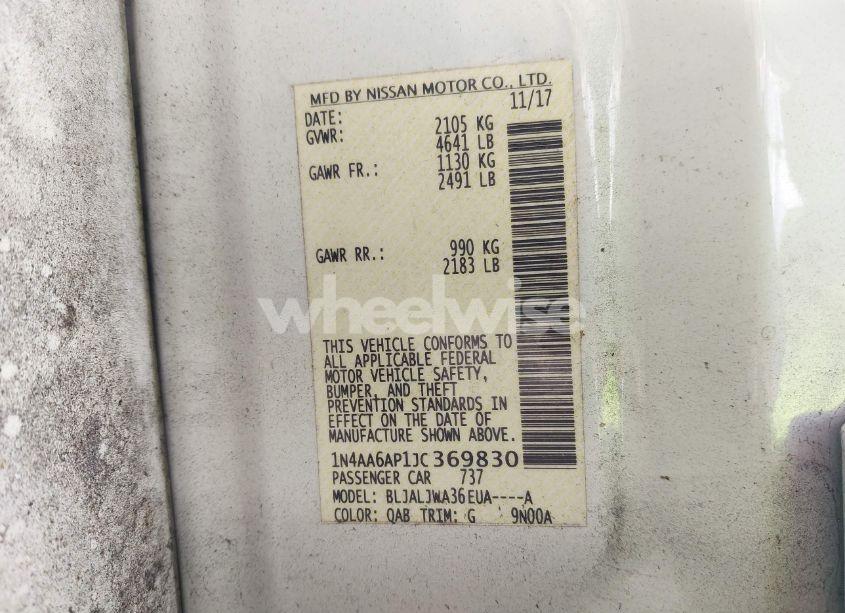 MFD BY NISSAN MOTOR CO., LTD.
DATE: 11/17
GVWR: 2105 KG
4641 LB
GAWR FR.: 1130 KG
2491 LB
GAWR RR.: 990 KG
2183 LB
wheelwise
THIS VEHICLE CONFORMS TO
ALL APPLICABLE FEDERAL
MOTOR VEHICLE SAFETY,
BUMPER, AND THEFT
PREVENTION STANDARDS IN
EFFECT ON THE DATE OF
MANUFACTURE SHOWN ABOVE.
1N4AA6AP1JC369830
PASSENGER CAR 737
MODEL: BLJALJWA36EUA----A
COLOR: QAB TRIM: G 9N00A